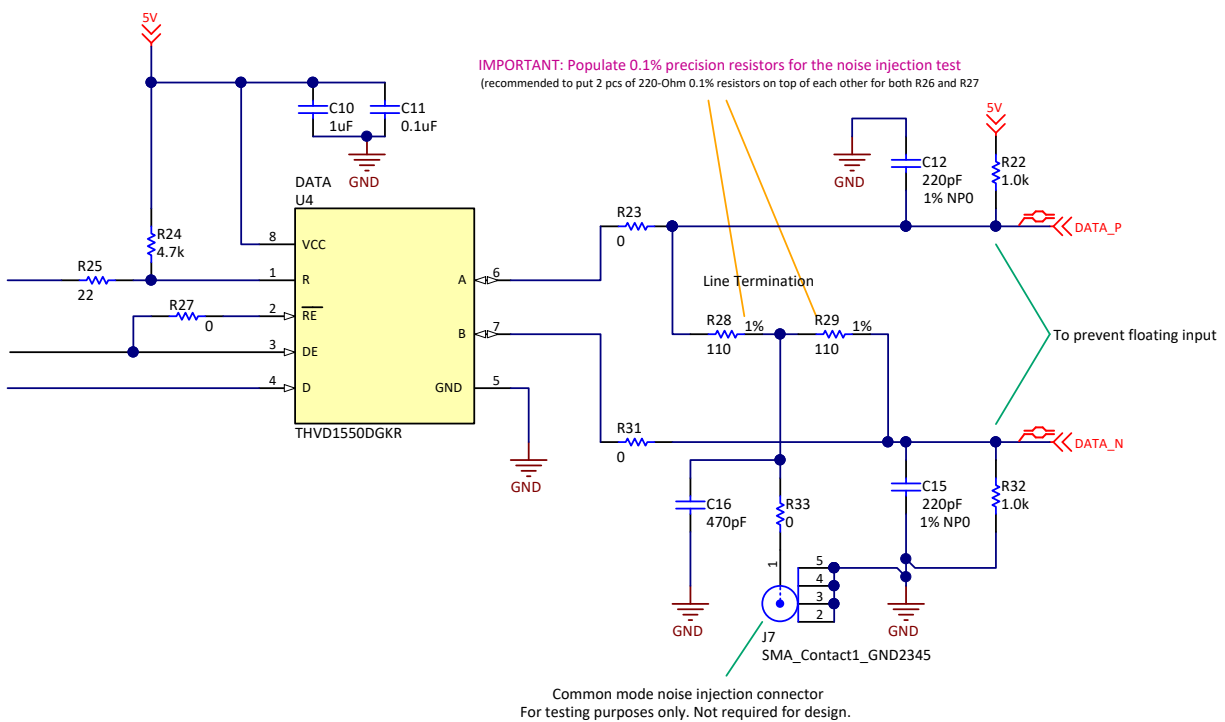 5V
IMPORTANT: Populate 0.1% precision resistors for the noise injection test
(recommended to put 2 pcs of 220-Ohm 0.1% resistors on top of each other for both R26 and R27
C10
1uF
C11
0.1uF
GND
5V
C12
220pF
1% NP0
GND
R22
1.0k
DATA
U4
R24
4.7k
R23
0
DATA_P
8
VCC
R25
22
1
R
A
6
Line Termination
R27
0
2
RE
R28
110
1%
R29
110
1%
B
7
To prevent floating input
3
DE
4
D
GND
5
THVD1550DGKR
R31
0
DATA_N
GND
C16
470pF
R33
0
C15
220pF
1% NP0
R32
1.0k
1
5
4
3
2
GND
GND
J7
SMA_Contact1_GND2345
Common mode noise injection connector
For testing purposes only. Not required for design.